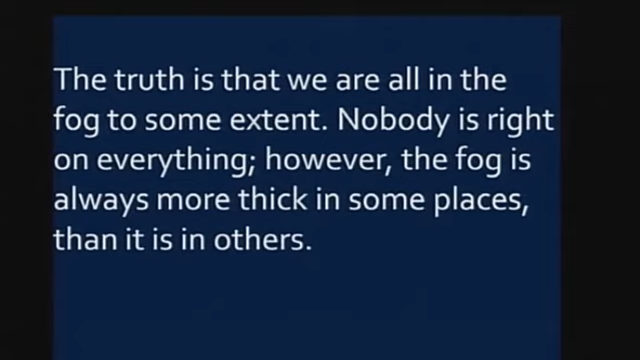 The truth is that we are all in the
fog to some extent. Nobody is right
on everything; however, the fog is
always more thick in some places,
than it is in others.